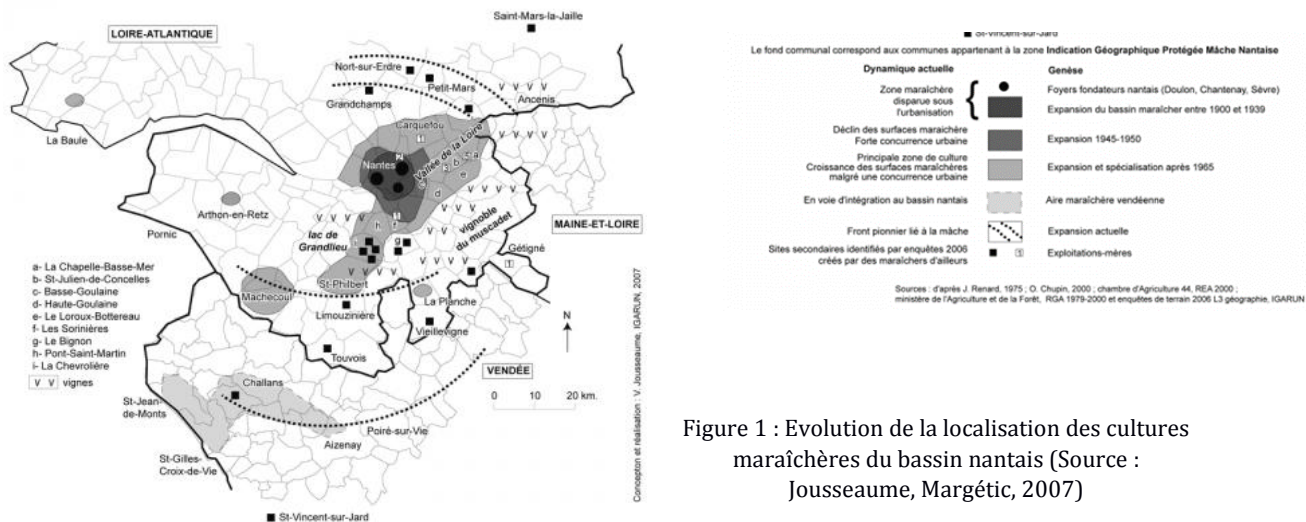 LOIRE-ATLANTIQUE
Saint-Mars-la-Jaille
Nort-sur-Erdre
Petit-Mars
Grandchamps
V V V V
Ancenis
Carquefou
La Baule
Nantes
Vallée de la Loire
a
b
e
d
Arthon-en-Retz
Pornic
lac de
Grandlieu
h
f
g
vignoble
du muscadet
MAINE-ET-LOIRE
Gétigné
St-Philbert
Machecoul
La Planche
Limouzinière
Vieillevigne
Touvois
N
a- La Chapelle-Basse-Mer
b- St-Julien-de-Concelles
c- Basse-Goulaine
d- Haute-Goulaine
e- Le Loroux-Bottereau
f- Les Sorinières
g- Le Bignon
h- Pont-Saint-Martin
i- La Chevrolière
V V vignes
VENDÉE
0 10 20 km.
Challans
St-Jean-
de-Monts
Aizenay
Poiré-sur-Vie
St-Gilles-
Croix-de-Vie
St-Vincent-sur-Jard
Conception et réalisation : V. Jousseaume, IGARUN, 2007
St-Vincent-sur-Jard
Le fond communal correspond aux communes appartenant à la zone Indication Géographique Protégée Mâche Nantaise
Dynamique actuelle
Genèse
Zone maraîchère
disparue sous
l'urbanisation
Foyers fondateurs nantais (Doulon, Chantenay, Sèvre)
Expansion du bassin maraîcher entre 1900 et 1939
Déclin des surfaces maraichère
Forte concurrence urbaine
Expansion 1945-1950
Principale zone de culture
Croissance des surfaces maraîchères
malgré une concurrence urbaine
Expansion et spécialisation après 1965
En voie d'intégration au bassin nantais
Aire maraîchère vendéenne
Front pionnier lié à la mâche
Expansion actuelle
Sites secondaires identifiés par enquêtes 2006
créés par des maraîchers d'ailleurs
Exploitations-mères
Sources : d'après J. Renard, 1975 ; O. Chupin, 2000 ; chambre d'Agriculture 44, REA 2000 ;
ministère de l'Agriculture et de la Forêt, RGA 1979-2000 et enquêtes de terrain 2006 L3 géographie, IGARUN
Figure 1 : Evolution de la localisation des cultures
maraîchères du bassin nantais (Source :
Jousseaume, Margétic, 2007)